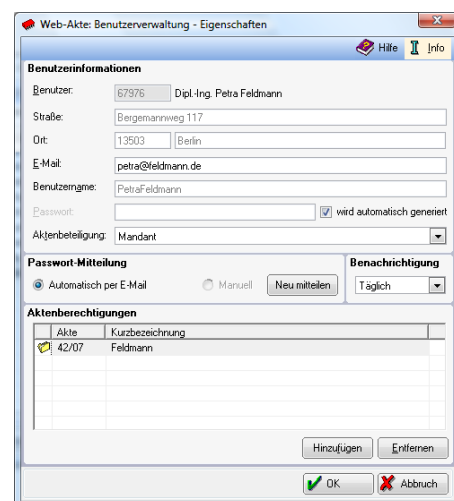 Web-Akte: Benutzerverwaltung - Eigenschaften
Hilfe Info
Benutzerinformationen
Benutzer: 67976 Dipl.-Ing. Petra Feldmann
Straße: Bergemannweg 117
Ort: 13503 Berlin
E-Mail: petra@feldmann.de
Benutzername: PetraFeldmann
Passwort: wird automatisch generiert
Aktenbeteiligung: Mandant
Passwort-Mitteilung Benachrichtigung
Automatisch per E-Mail Manuell Neu mitteilen Täglich
Aktenberechtigungen
Akte Kurzbezeichnung
42/07 Feldmann
Hinzufügen Entfernen
OK Abbruch